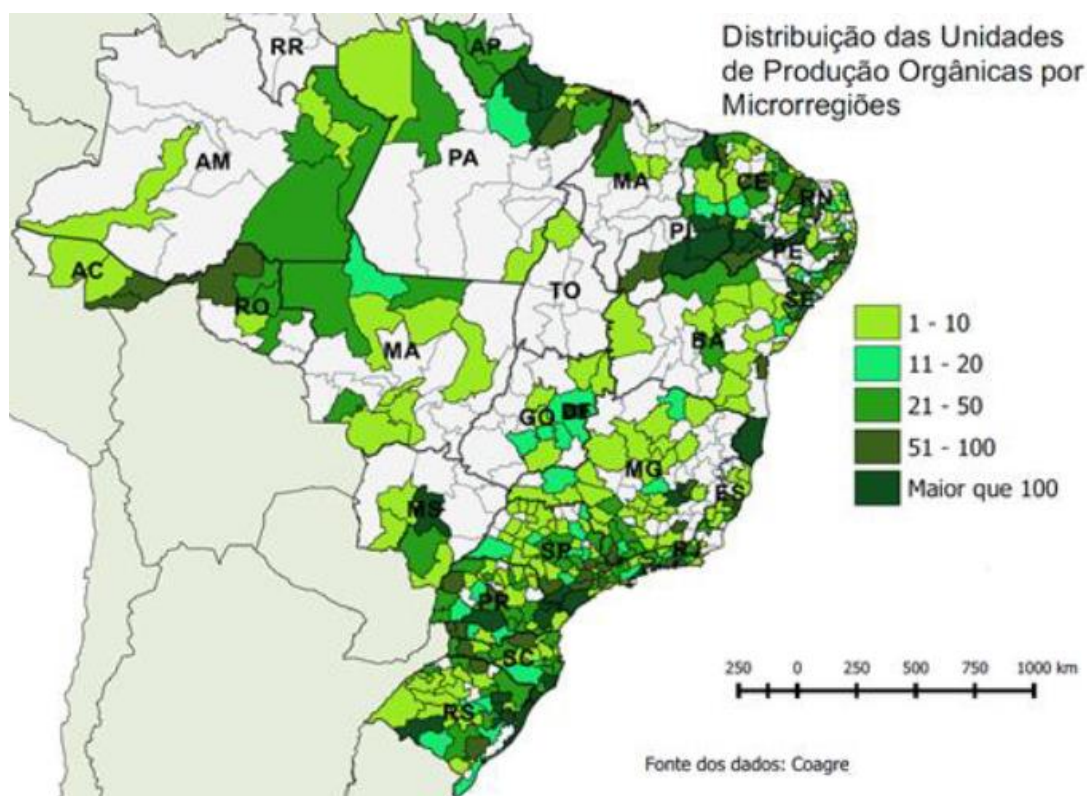 Distribuição das Unidades
de Produção Orgânicas por
Microrregiões
RR
AP
AM
PA
MA
CE
RN
PI
PE
AC
TO
SE
RO
BA
MA
GO
DF
MG
ES
MS
SP
RJ
PR
SC
RS
1 - 10
11 - 20
21 - 50
51 - 100
Maior que 100
250 0 250 500 750 1000 km
Fonte dos dados: Coagre